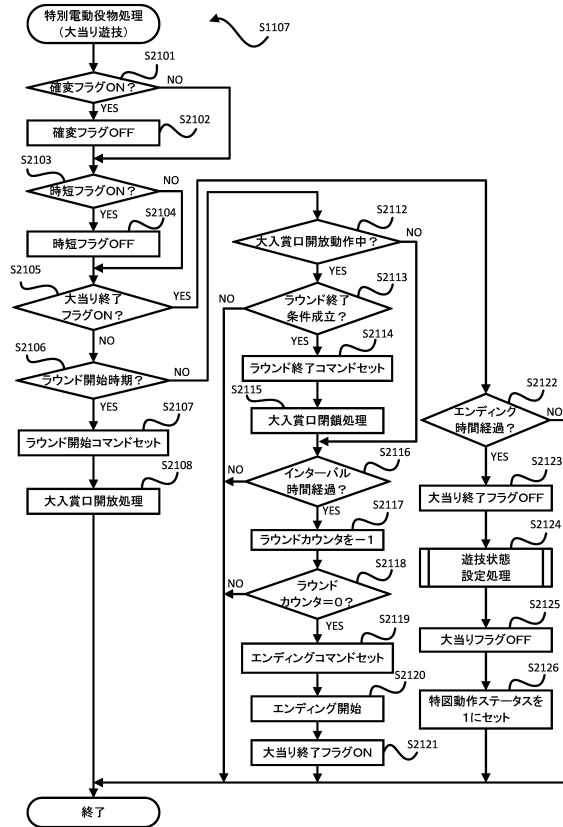 特別電動役物処理
(大当り遊技)
S1107
S2101
確変フラグON?
NO
YES
S2102
確変フラグOFF
S2103
時短フラグON?
NO
YES
S2104
時短フラグOFF
S2105
大当り終了
フラグON?
YES
NO
S2106
ラウンド開始時期?
NO
YES
S2107
ラウンド開始コマンドセット
S2108
大入賞口開放処理
S2112
大入賞口開放動作中?
NO
YES
S2113
ラウンド終了
条件成立?
NO
YES
S2114
ラウンド終了コマンドセット
S2115
大入賞口閉鎖処理
S2116
インターバル
時間経過?
NO
YES
S2117
ラウンドカウンタを-1
S2118
ラウンド
カウンタ=0?
NO
YES
S2119
エンディングコマンドセット
S2120
エンディング開始
S2121
大当り終了フラグON
S2122
エンディング
時間経過?
NO
YES
S2123
大当り終了フラグOFF
S2124
遊技状態
設定処理
S2125
大当りフラグOFF
S2126
特図動作ステータスを
1にセット
終了